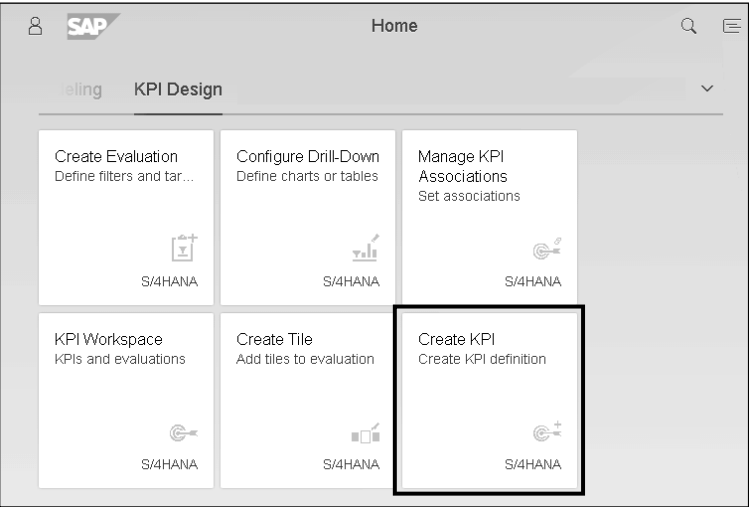 SAP
Home
eling
KPI Design
Create Evaluation
Define filters and tar...
S/4HANA
Configure Drill-Down
Define charts or tables
S/4HANA
Manage KPI
Associations
Set associations
S/4HANA
KPI Workspace
KPIs and evaluations
S/4HANA
Create Tile
Add tiles to evaluation
S/4HANA
Create KPI
Create KPI definition
S/4HANA